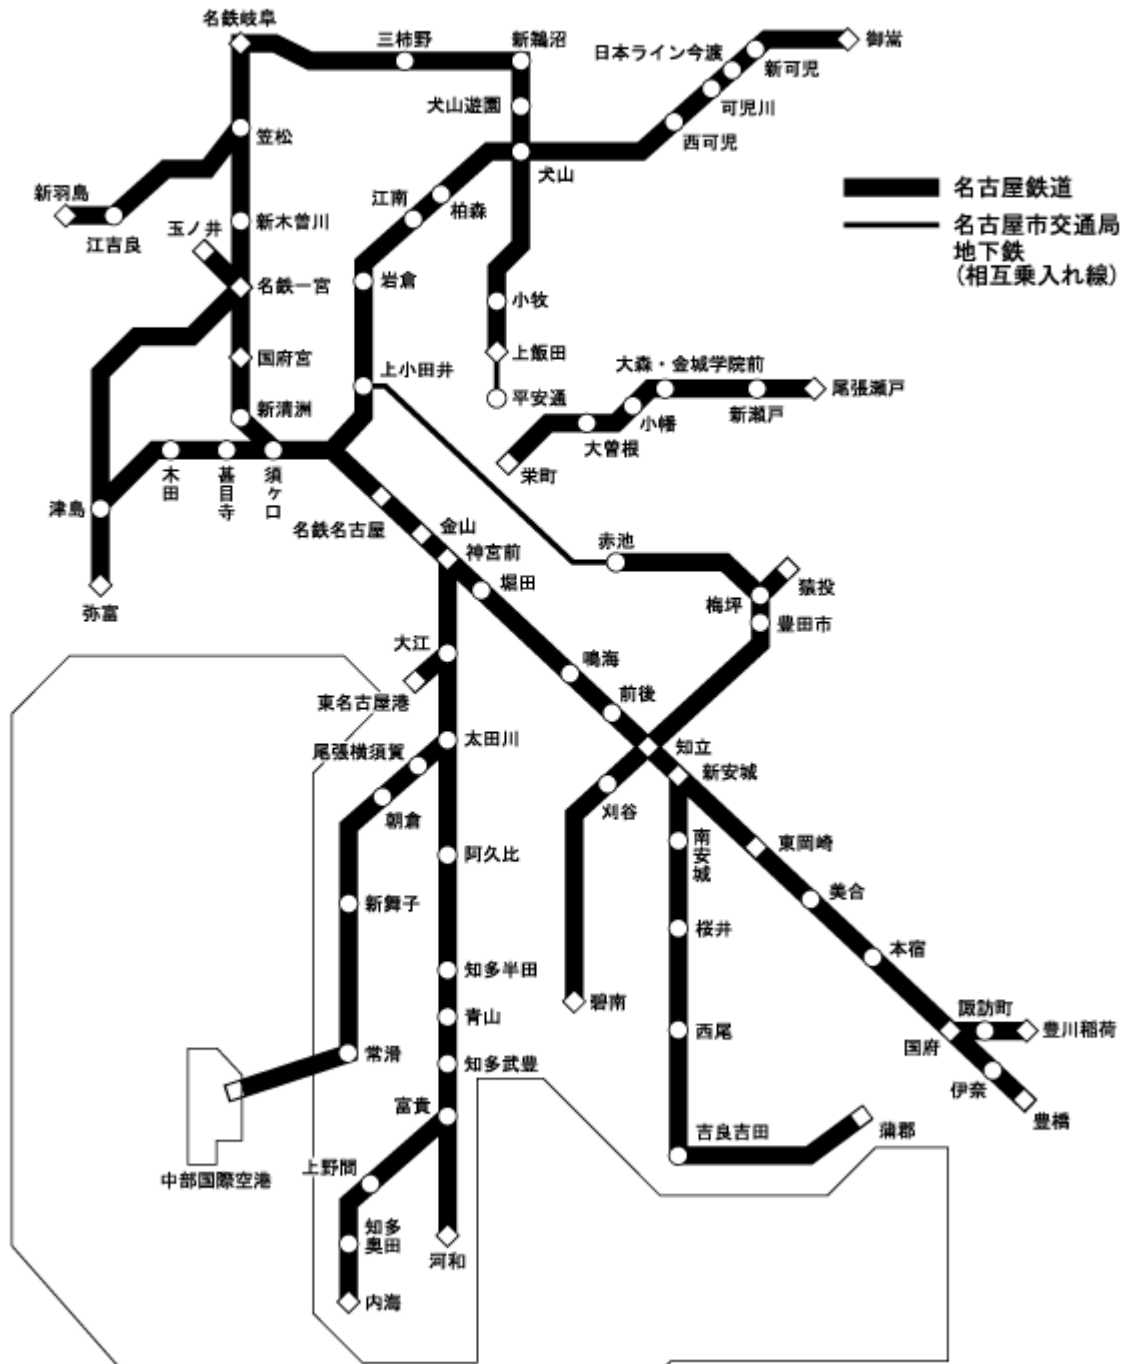 名鉄岐阜
三柿野
新鵜沼
日本ライン今渡
御嵩
新可児
犬山遊園
可児川
笠松
西可児
犬山
新羽島
江南
柏森
名古屋鉄道
江吉良
玉ノ井
新木曽川
名古屋市交通局
地下鉄
(相互乗入れ線)
名鉄一宮
岩倉
小牧
国府宮
上飯田
上小田井
大森・金城学院前
尾張瀬戸
平安通
新清洲
小幡
新瀬戸
大曽根
木田
甚目寺
須ヶ口
栄町
津島
名鉄名古屋
金山
神宮前
赤池
堀田
猿投
弥富
梅坪
豊田市
大江
鳴海
東名古屋港
前後
太田川
知立
尾張横須賀
新安城
朝倉
刈谷
南安城
東岡崎
阿久比
美合
新舞子
桜井
本宿
知多半田
碧南
諏訪町
青山
西尾
豊川稲荷
国府
常滑
知多武豊
伊奈
富貴
豊橋
吉良吉田
蒲郡
上野間
中部国際空港
知多
奥田
河和
内海